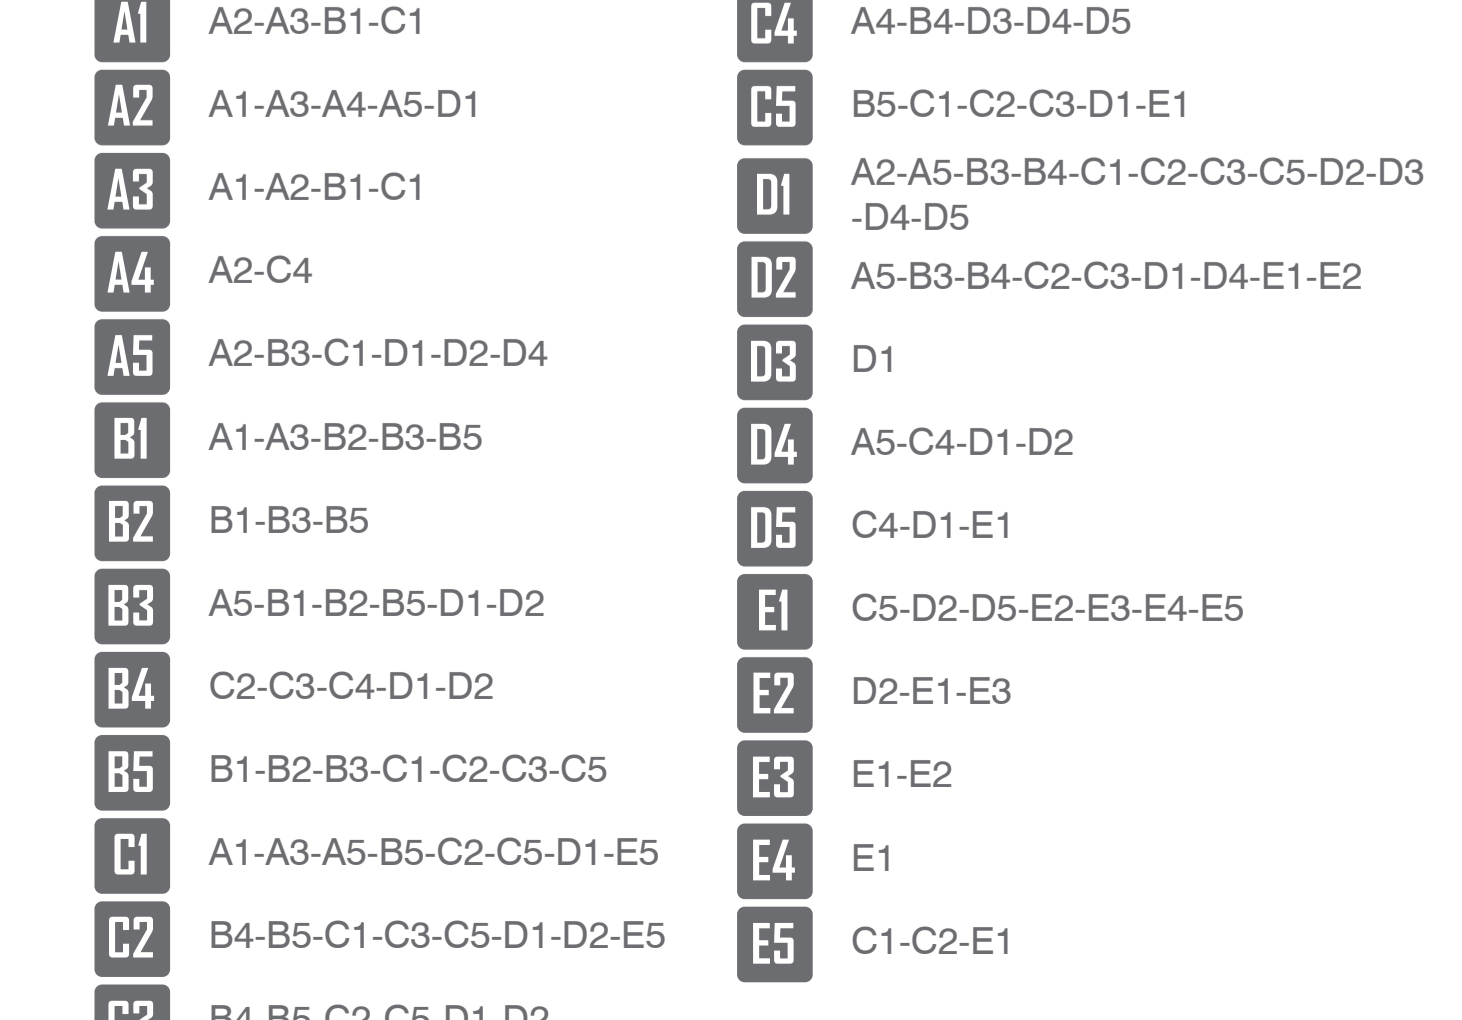 A1 A2-A3-B1-C1
A2 A1-A3-A4-A5-D1
A3 A1-A2-B1-C1
A4 A2-C4
A5 A2-B3-C1-D1-D2-D4
B1 A1-A3-B2-B3-B5
B2 B1-B3-B5
B3 A5-B1-B2-B5-D1-D2
B4 C2-C3-C4-D1-D2
B5 B1-B2-B3-C1-C2-C3-C5
C1 A1-A3-A5-B5-C2-C5-D1-E5
C2 B4-B5-C1-C3-C5-D1-D2-E5
C3 B4-B5-C2-C5-D1-D2
C4 A4-B4-D3-D4-D5
C5 B5-C1-C2-C3-D1-E1
D1 A2-A5-B3-B4-C1-C2-C3-C5-D2-D3
-D4-D5
D2 A5-B3-B4-C2-C3-D1-D4-E1-E2
D3 D1
D4 A5-C4-D1-D2
D5 C4-D1-E1
E1 C5-D2-D5-E2-E3-E4-E5
E2 D2-E1-E3
E3 E1-E2
E4 E1
E5 C1-C2-E1